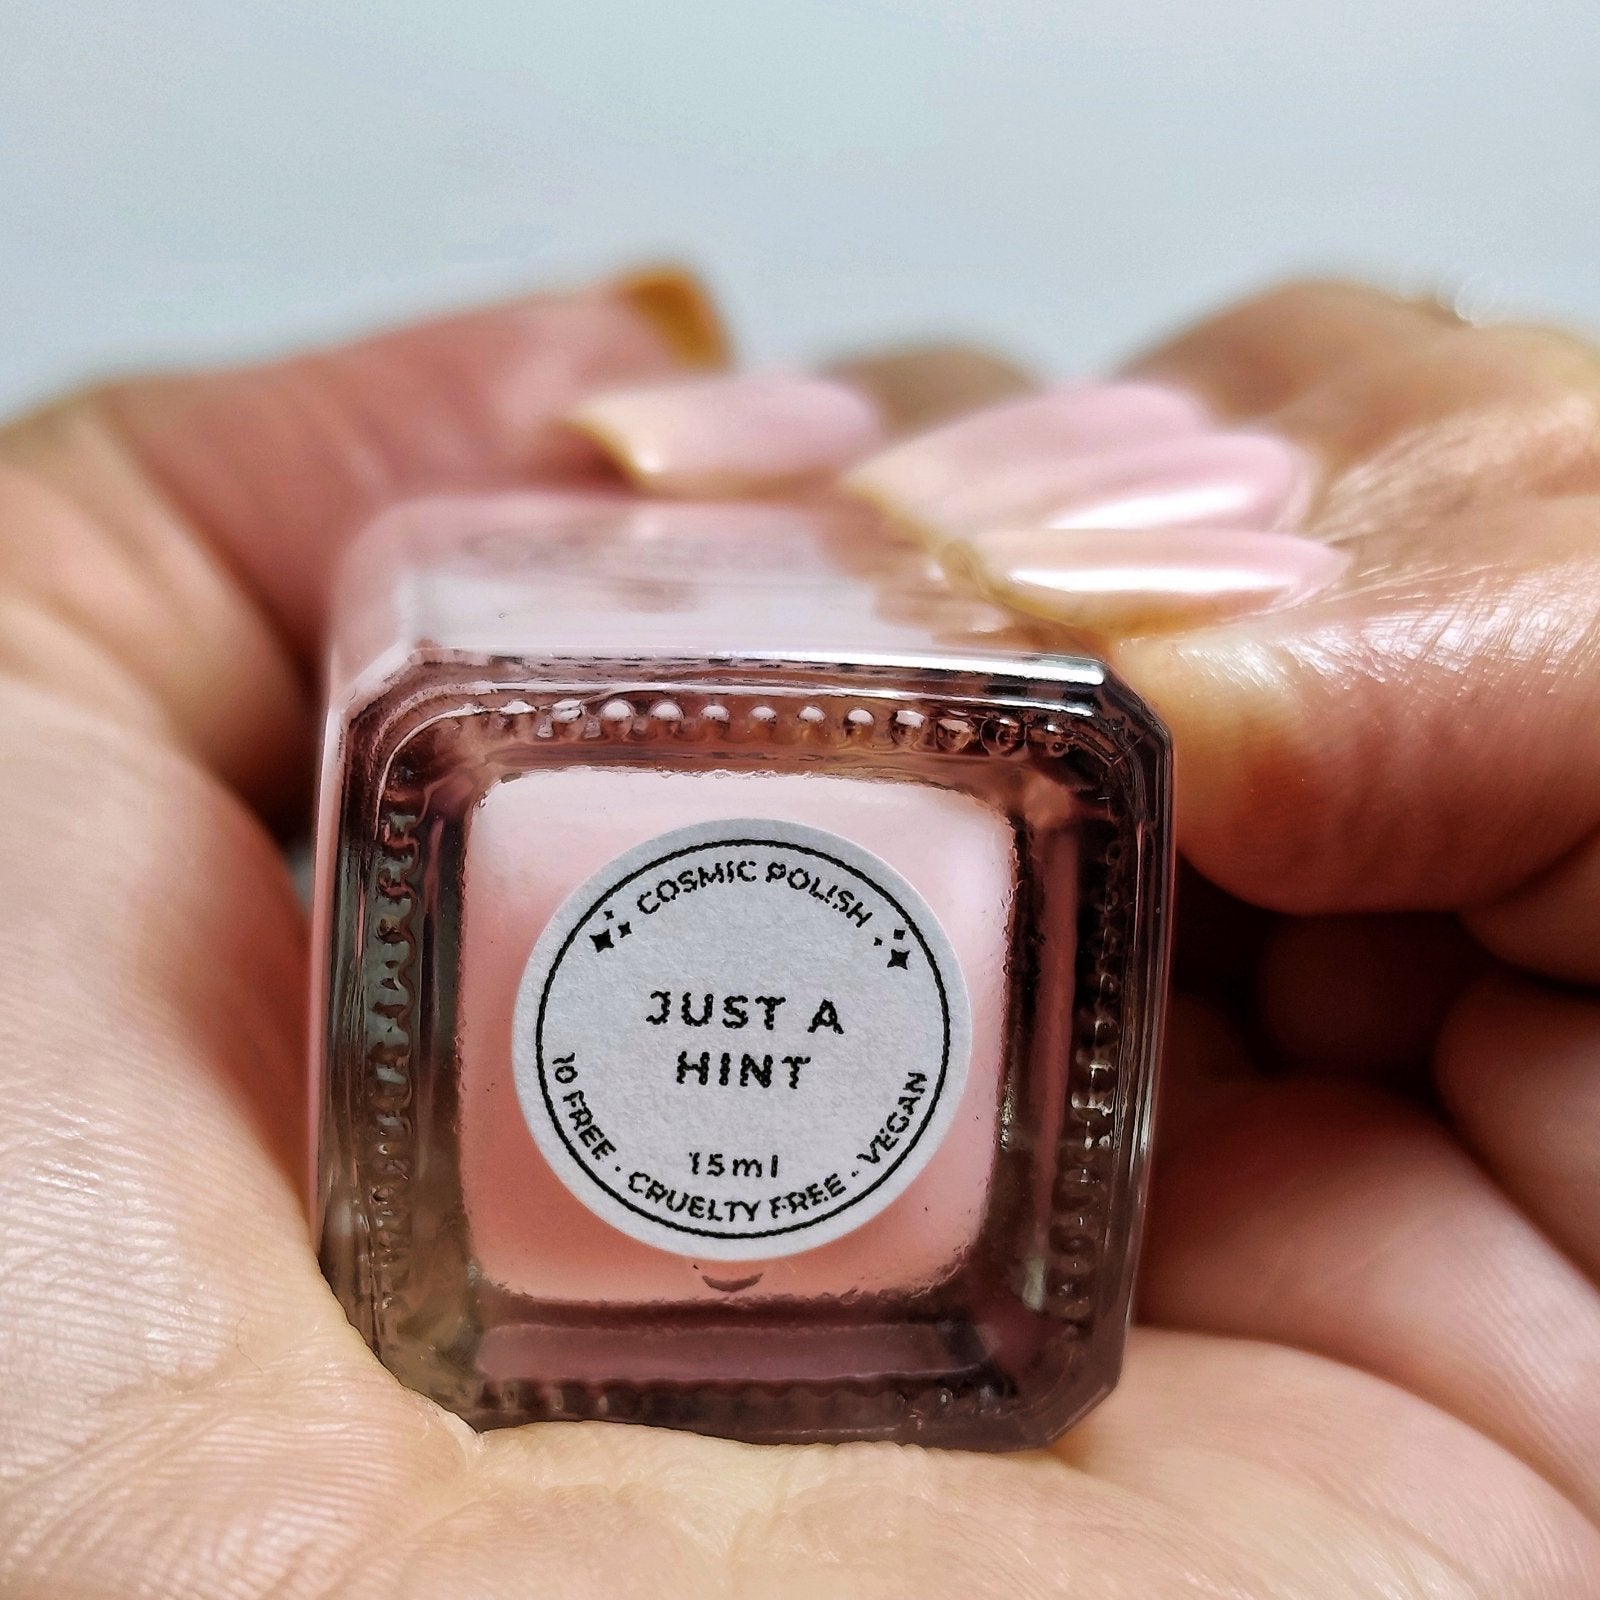 COSMIC POLISH
JUST A
HINT
15ml
10 FREE · CRUELTY FREE · VEGAN